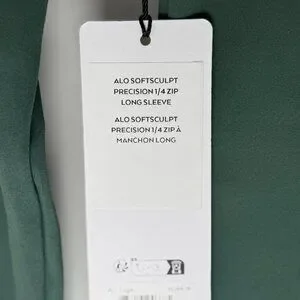 ALO SOFTSCULPT
PRECISION 1/4 ZIP
LONG SLEEVE
ALO SOFTSCULPT
PRECISION 1/4 ZIP À
MANCHON LONG